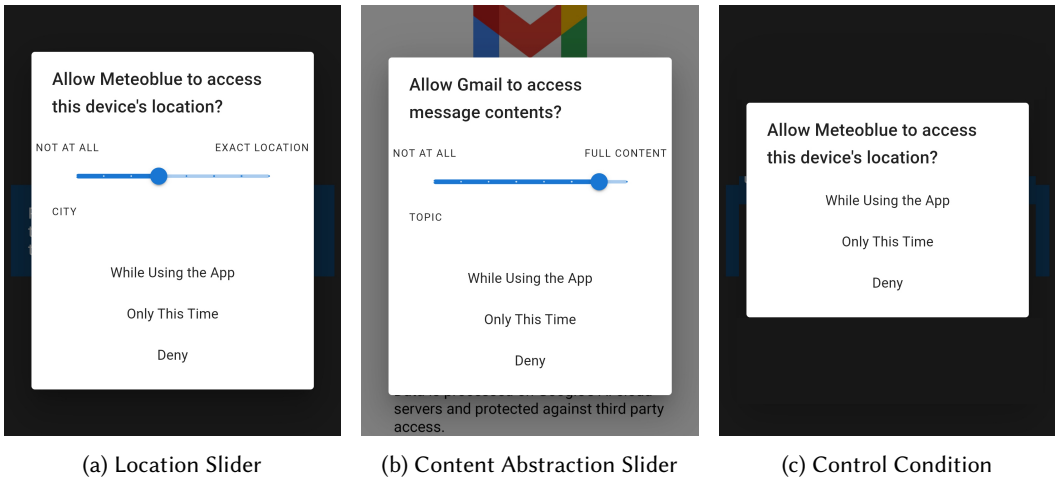 Allow Meteoblue to access
this device's location?
NOT AT ALL
EXACT LOCATION
CITY
While Using the App
Only This Time
Deny
(a) Location Slider
Allow Gmail to access
message contents?
NOT AT ALL
FULL CONTENT
TOPIC
While Using the App
Only This Time
Deny
servers and protected against third party
access.
(b) Content Abstraction Slider
Allow Meteoblue to access
this device's location?
While Using the App
Only This Time
Deny
(c) Control Condition